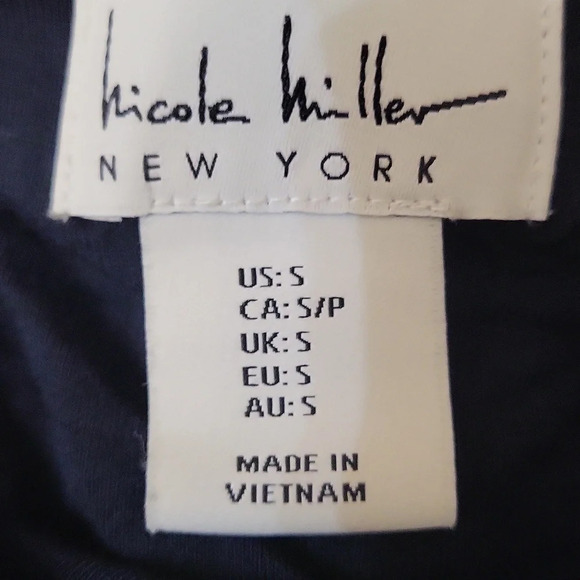 Nicole Miller
NEW YORK
US: S
CA: S/P
UK: S
EU: S
AU: S
MADE IN
VIETNAM